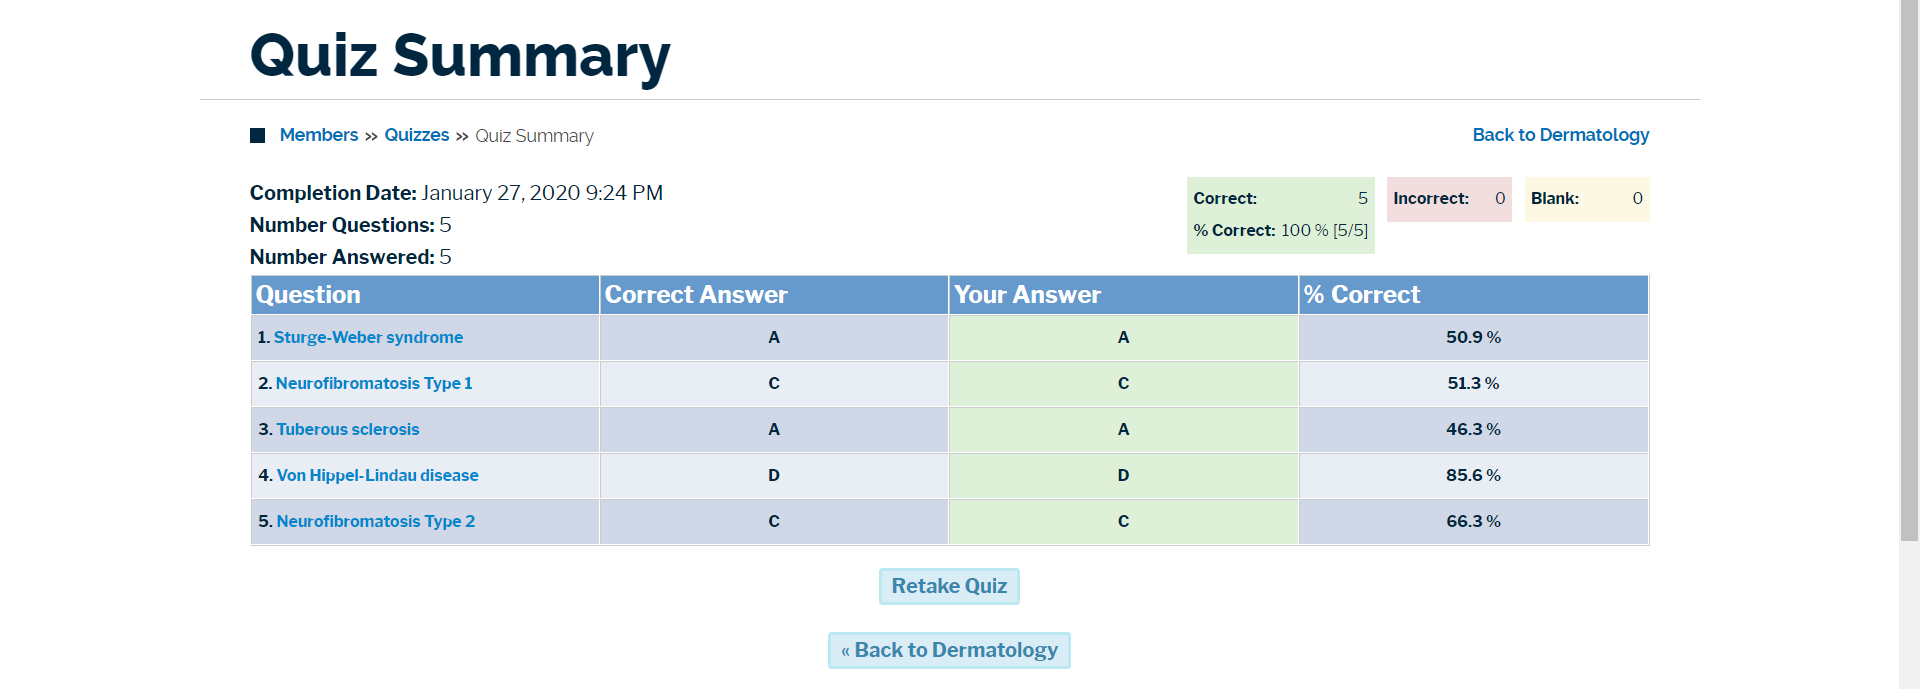 Quiz Summary
Members » Quizzes » Quiz Summary
Back to Dermatology
Completion Date: January 27, 2020 9:24 PM
Number Questions: 5
Number Answered: 5
Correct: 5
% Correct: 100 % [5/5]
Incorrect: 0
Blank: 0
Question Correct Answer Your Answer % Correct
1. Sturge-Weber syndrome A A 50.9 %
2. Neurofibromatosis Type 1 C C 51.3 %
3. Tuberous sclerosis A A 46.3 %
4. Von Hippel-Lindau disease D D 85.6 %
5. Neurofibromatosis Type 2 C C 66.3 %
Retake Quiz
« Back to Dermatology